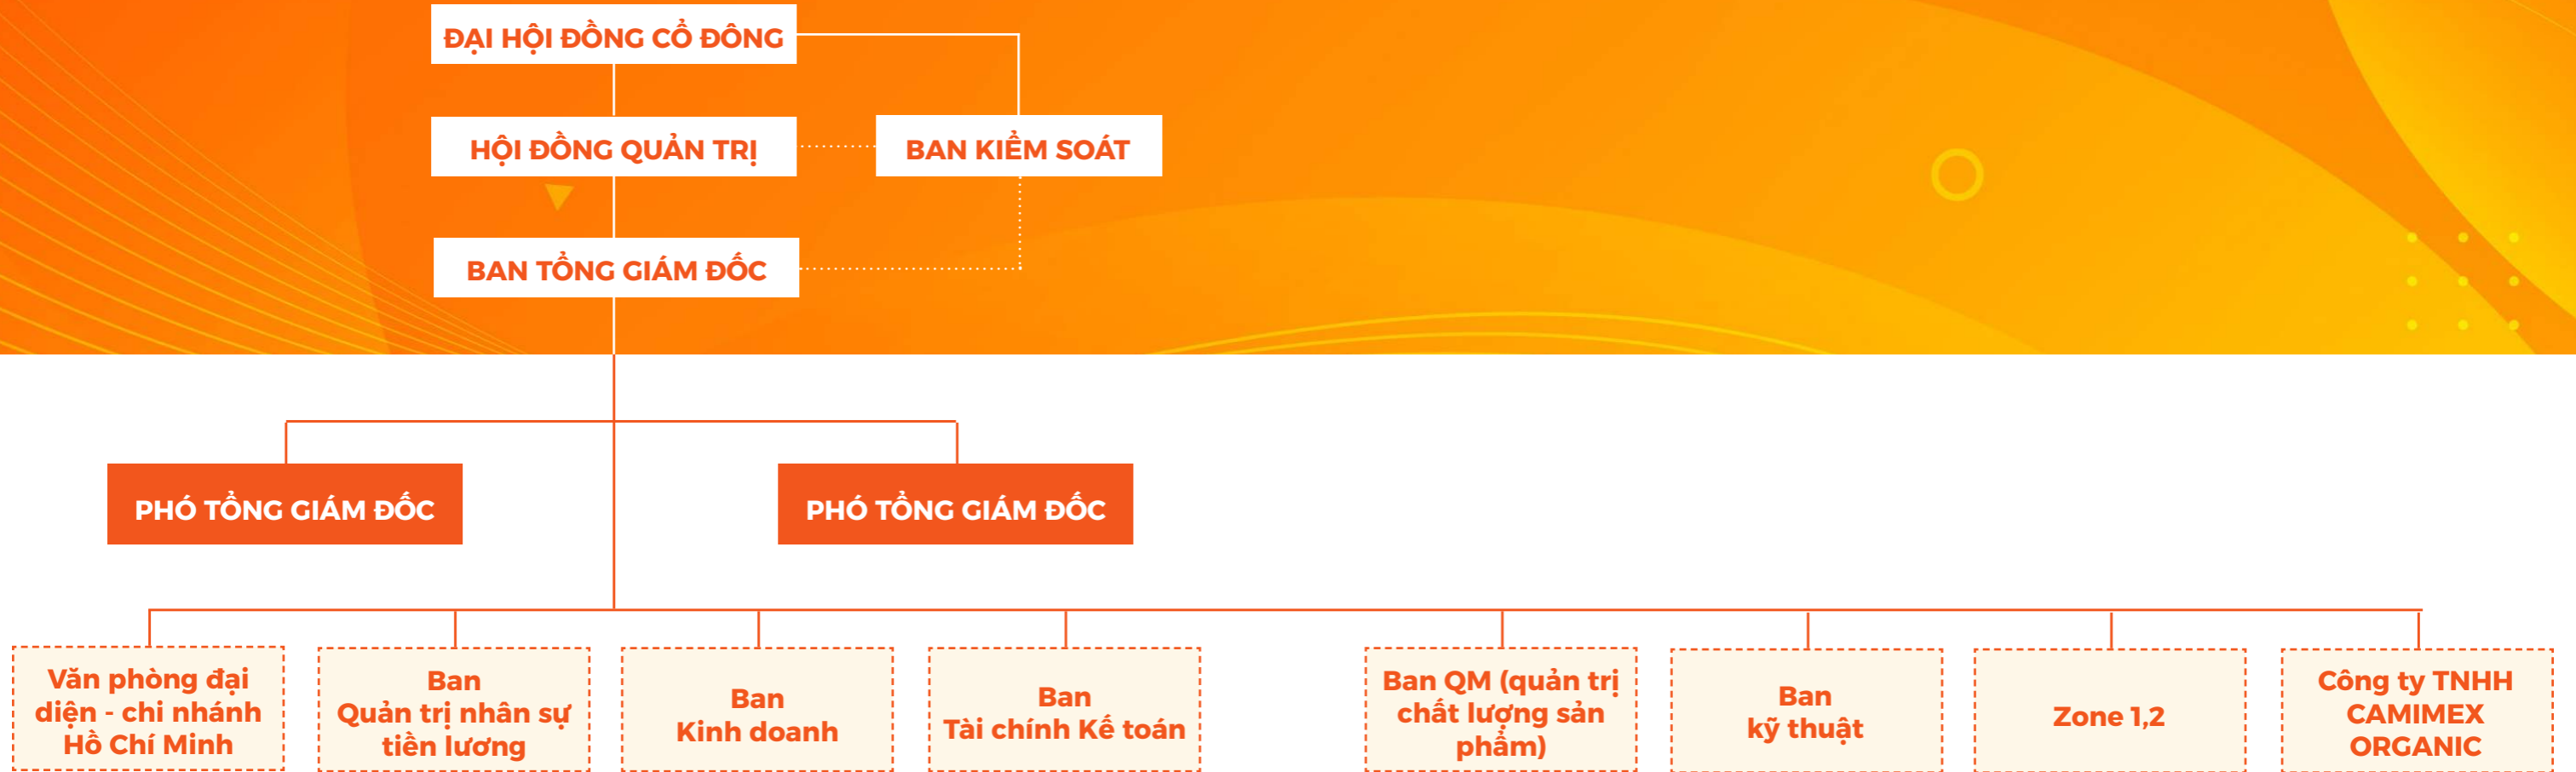 ĐẠI HỘI ĐỒNG CỔ ĐÔNG
HỘI ĐỒNG QUẢN TRỊ
BAN KIỂM SOÁT
BAN TỔNG GIÁM ĐỐC
PHÓ TỔNG GIÁM ĐỐC
PHÓ TỔNG GIÁM ĐỐC
Văn phòng đại
diện - chi nhánh
Hồ Chí Minh
Ban
Quản trị nhân sự
tiền lương
Ban
Kinh doanh
Ban
Tài chính Kế toán
Ban QM (quản trị
chất lượng sản
phẩm)
Ban
kỹ thuật
Zone 1,2
Công ty TNHH
CAMIMEX
ORGANIC